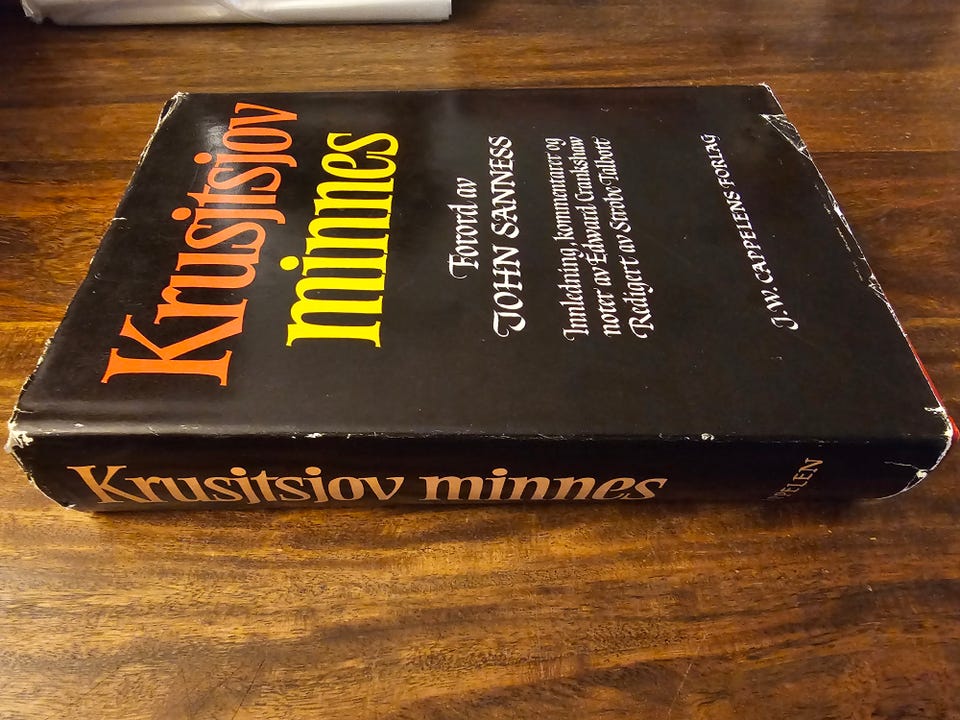 Krusjtsjov
minnes
Forord av
JOHN SANNESS
Innledning, kommentarer og
noter av Edward Crankshaw
Redigert av Strobe Talbott
J.W. CAPPELENS FORLAG
Krusjtsjov minnes
PELEN